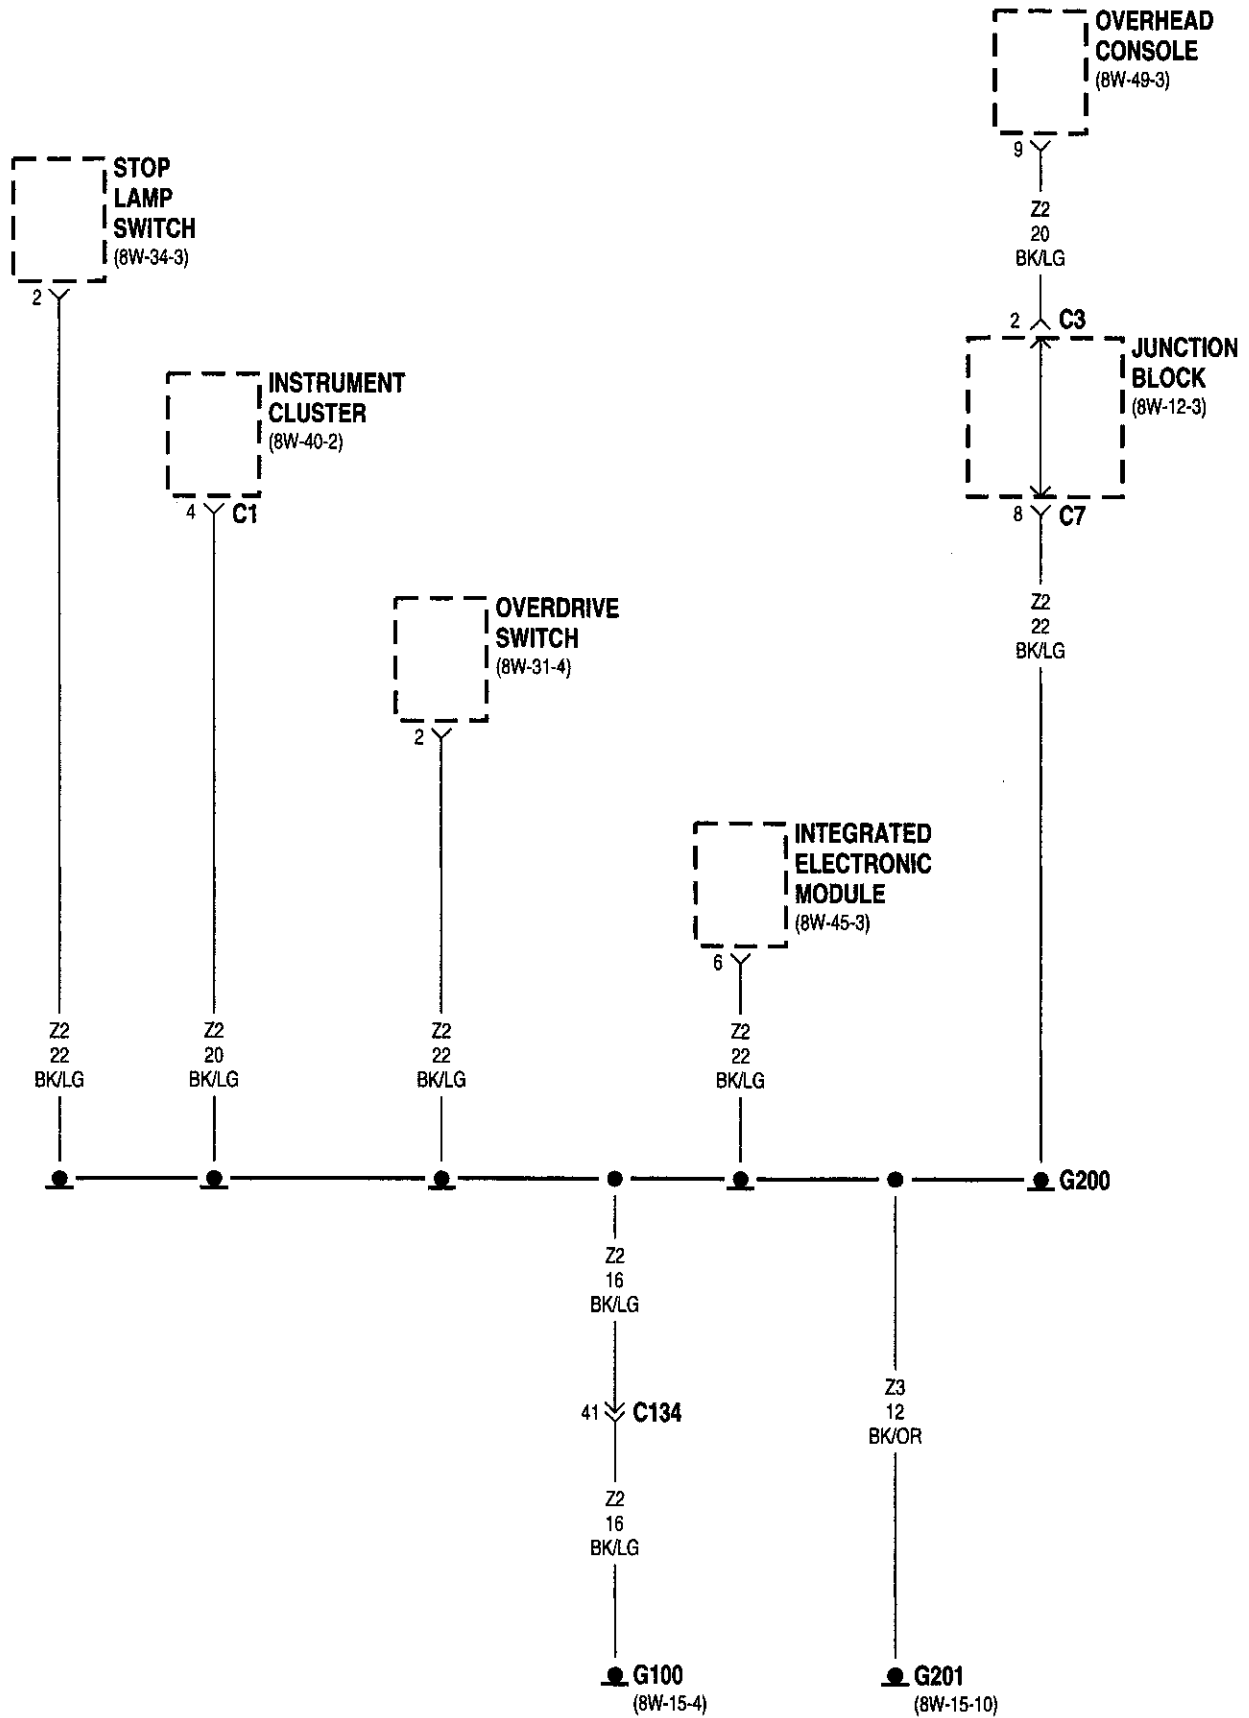 OVERHEAD
CONSOLE
(8W-49-3)
9
Z2
20
BK/LG
2 C3
JUNCTION
BLOCK
(8W-12-3)
8 C7
Z2
22
BK/LG
STOP
LAMP
SWITCH
(8W-34-3)
2
INSTRUMENT
CLUSTER
(8W-40-2)
4 C1
OVERDRIVE
SWITCH
(8W-31-4)
2
INTEGRATED
ELECTRONIC
MODULE
(8W-45-3)
6
Z2
22
BK/LG
Z2
20
BK/LG
Z2
22
BK/LG
Z2
22
BK/LG
G200
Z2
16
BK/LG
41 C134
Z2
16
BK/LG
G100
(8W-15-4)
Z3
12
BK/OR
G201
(8W-15-10)